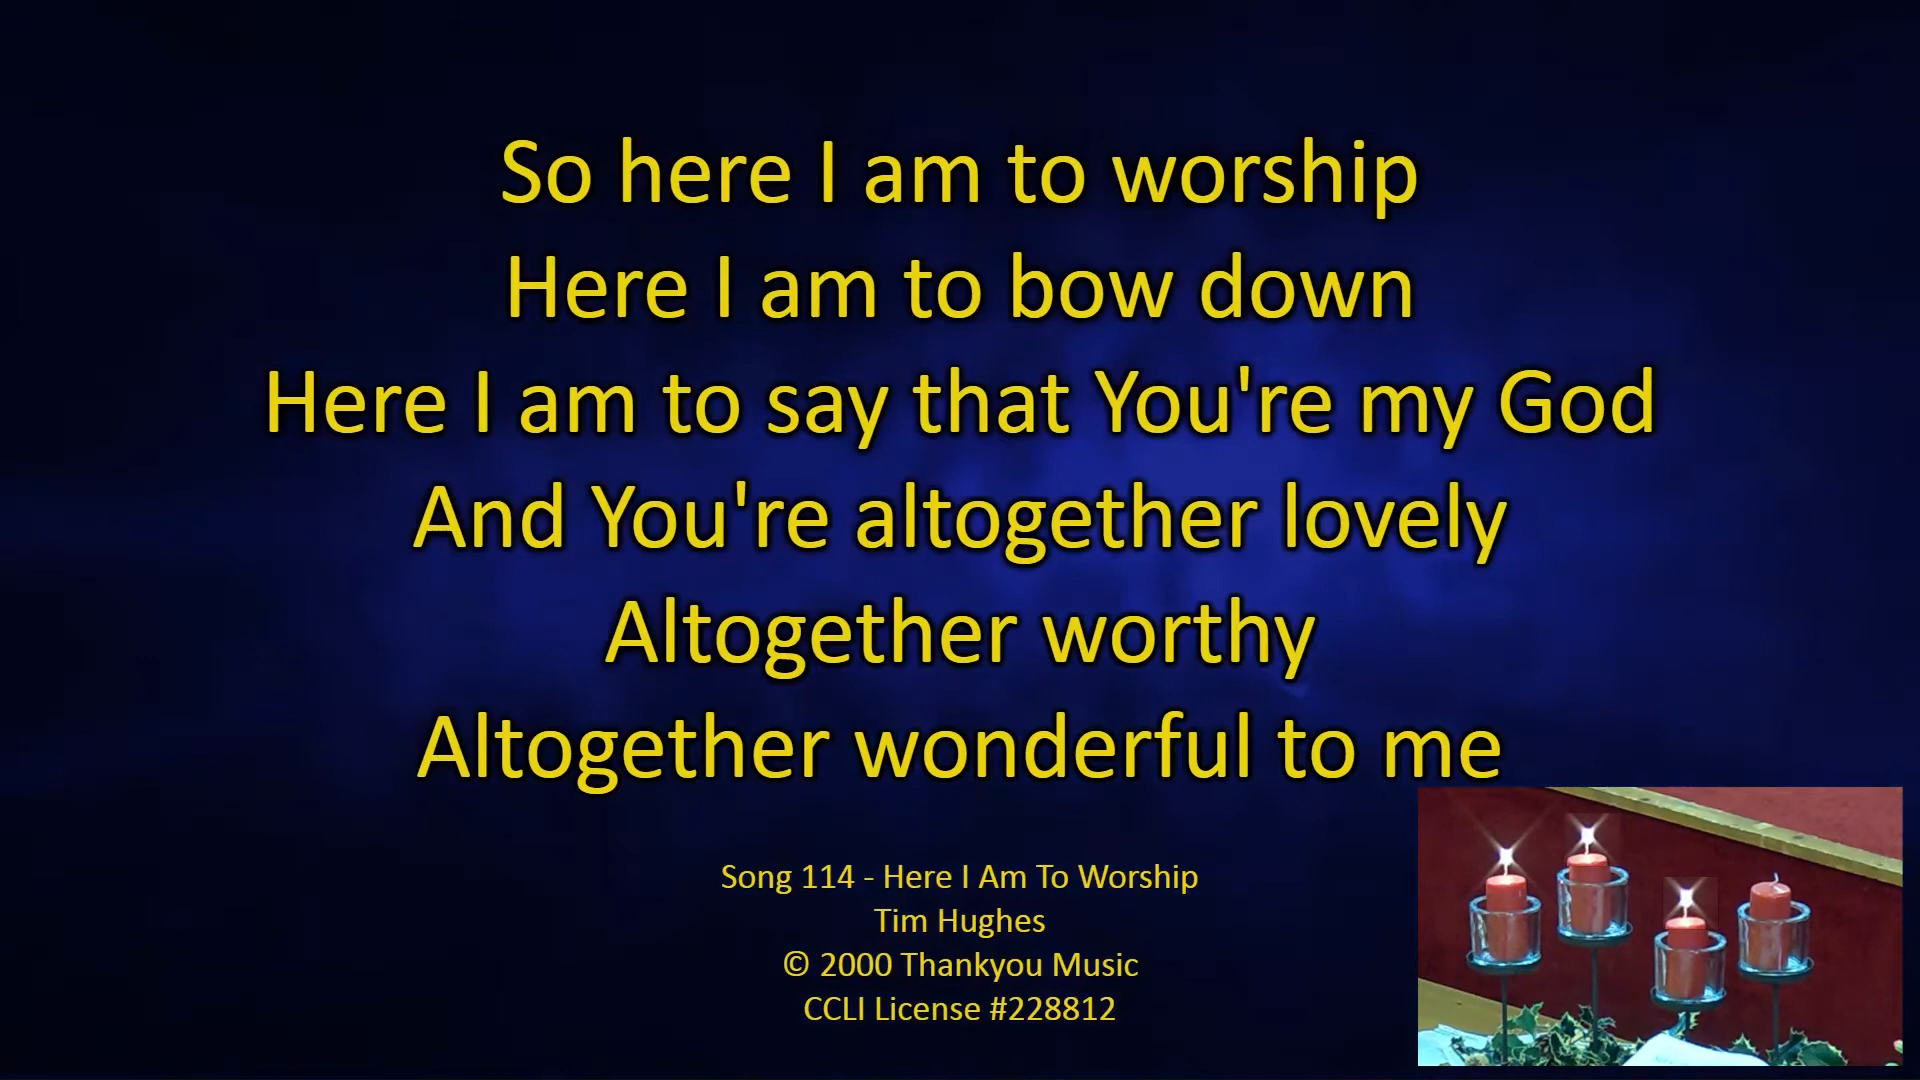 So here I am to worship
Here I am to bow down
Here I am to say that You're my God
And You're altogether lovely
Altogether worthy
Altogether wonderful to me
Song 114 - Here I Am To Worship
Tim Hughes
© 2000 Thankyou Music
CCLI License #228812